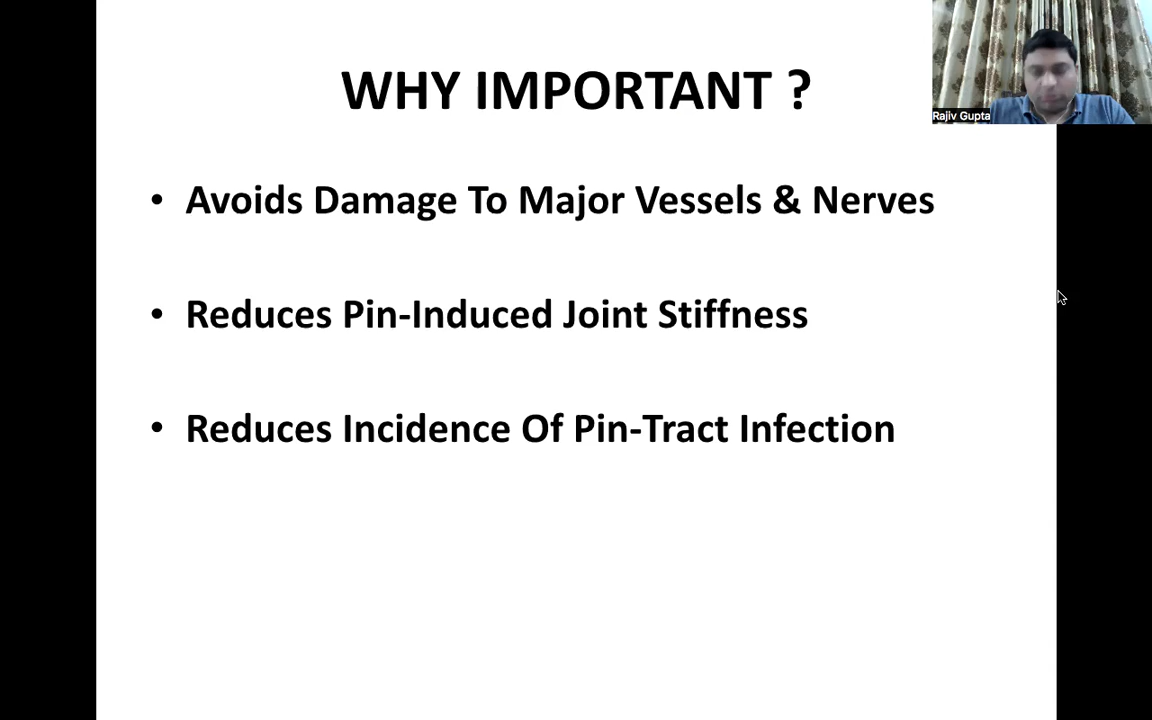 WHY IMPORTANT ?
Rajiv Gupta
• Avoids Damage To Major Vessels & Nerves
• Reduces Pin-Induced Joint Stiffness
• Reduces Incidence Of Pin-Tract Infection